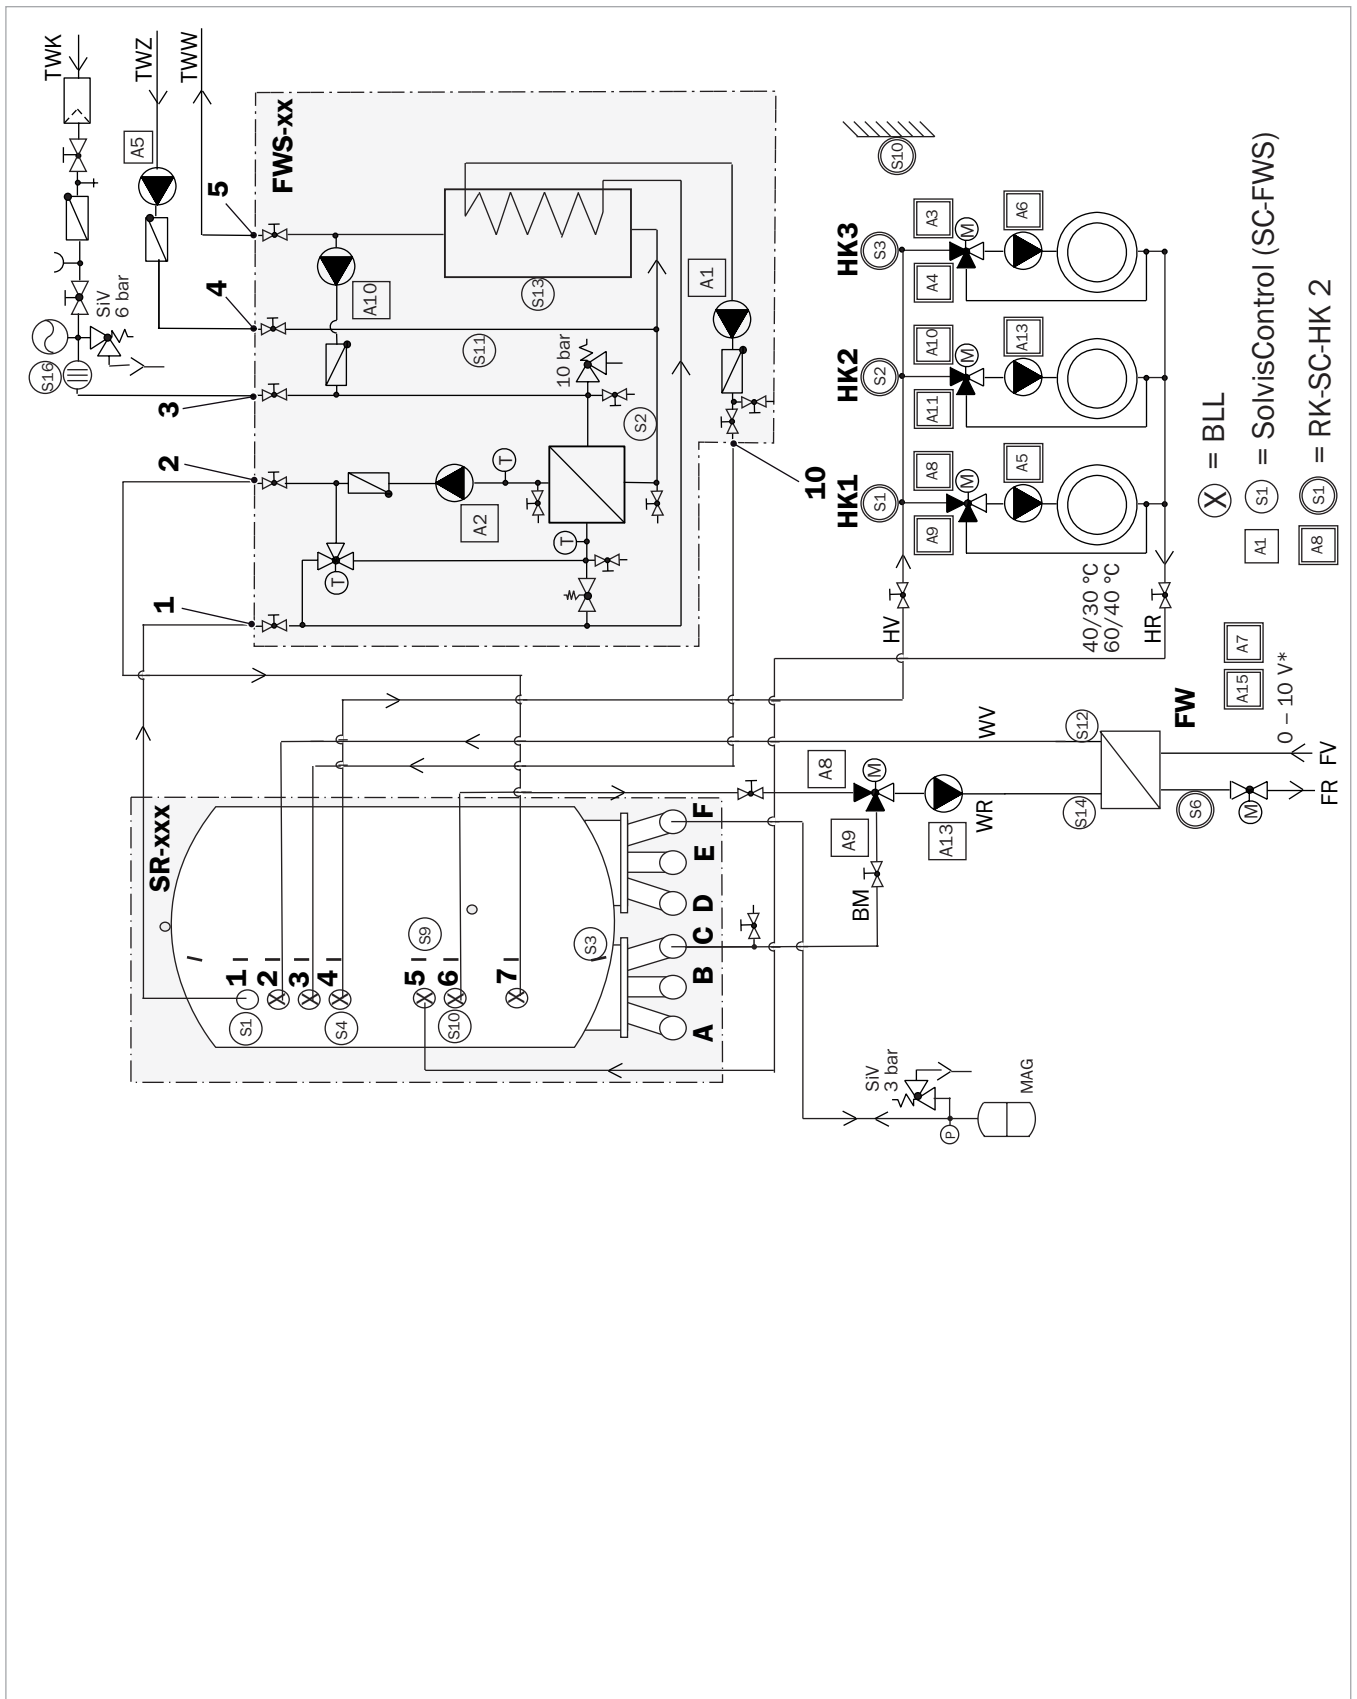 TWK
TWZ
TWW
A5
S16
SiV
6 bar
1
2
3
4
5
FWS-xx
A10
S13
S11
A1
10 bar
S2
A2
T
T
T
10
SR-xxx
1
2
3
4
5
6
7
S1
S4
S9
S10
S3
A
B
C
D
E
F
HV
HR
40/30 °C
60/40 °C
HK1
HK2
HK3
S1
S2
S3
S10
A9
A8
M
A5
A11
A10
M
A13
A4
A3
M
A6
BM
A9
A8
M
A13
WR
WV
S14
S12
FW
S6
M
A15
A7
0 – 10 V*
FR
FV
SiV
3 bar
P
MAG
X = BLL
A1 S1 = SolvisControl (SC-FWS)
A8 S1 = RK-SC-HK 2